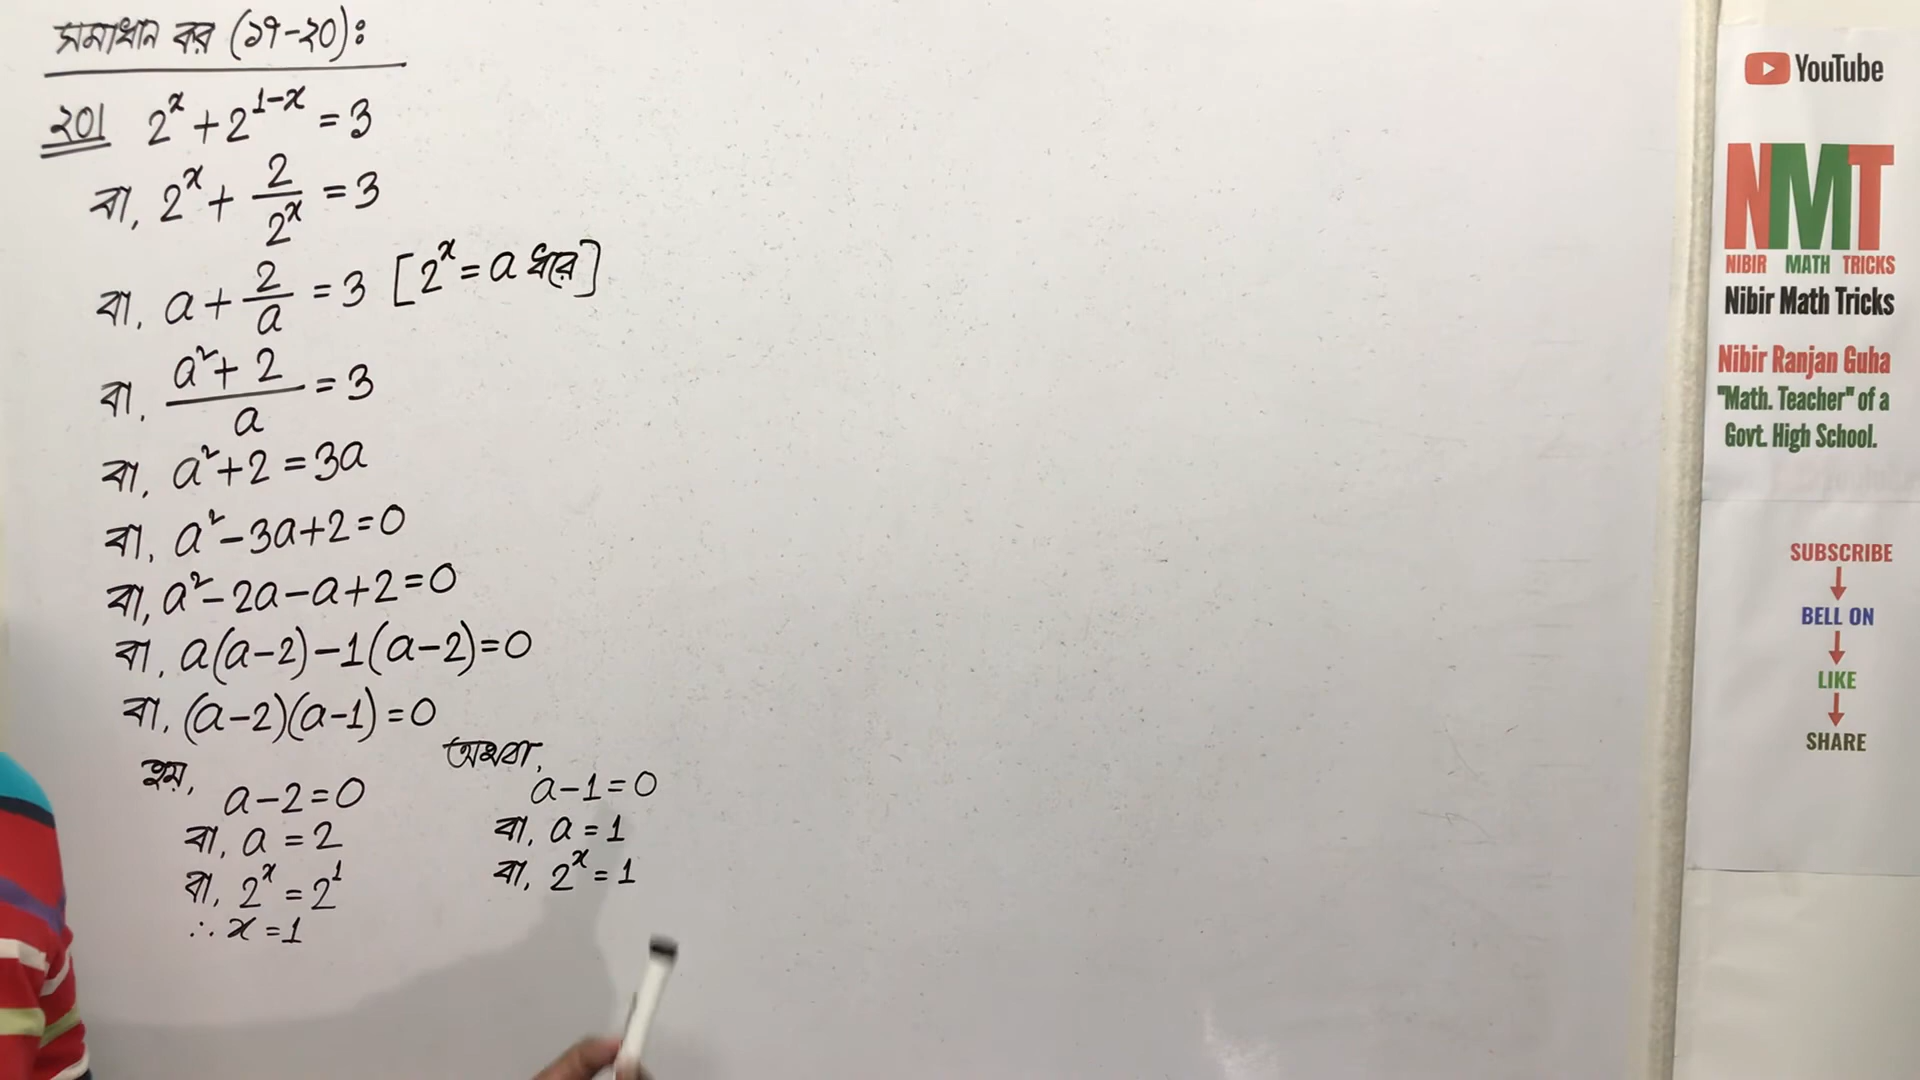 সমাধান কর (১৭-২০):
২০। 2^x + 2^(1-x) = 3
বা, 2^x + 2/2^x = 3
বা, a + 2/a = 3 [2^x = a ধরে]
বা, (a²+2)/a = 3
বা, a²+2 = 3a
বা, a²-3a+2=0
বা, a²-2a-a+2=0
বা, a(a-2)-1(a-2)=0
বা, (a-2)(a-1)=0
হয়,
a-2=0
বা, a = 2
বা, 2^x = 2^1
∴ x = 1
অথবা,
a-1=0
বা, a = 1
বা, 2^x = 1
YouTube
NMT
NIBIR MATH TRICKS
Nibir Math Tricks
Nibir Ranjan Guha
"Math. Teacher" of a
Govt. High School.
SUBSCRIBE
↓
BELL ON
↓
LIKE
↓
SHARE